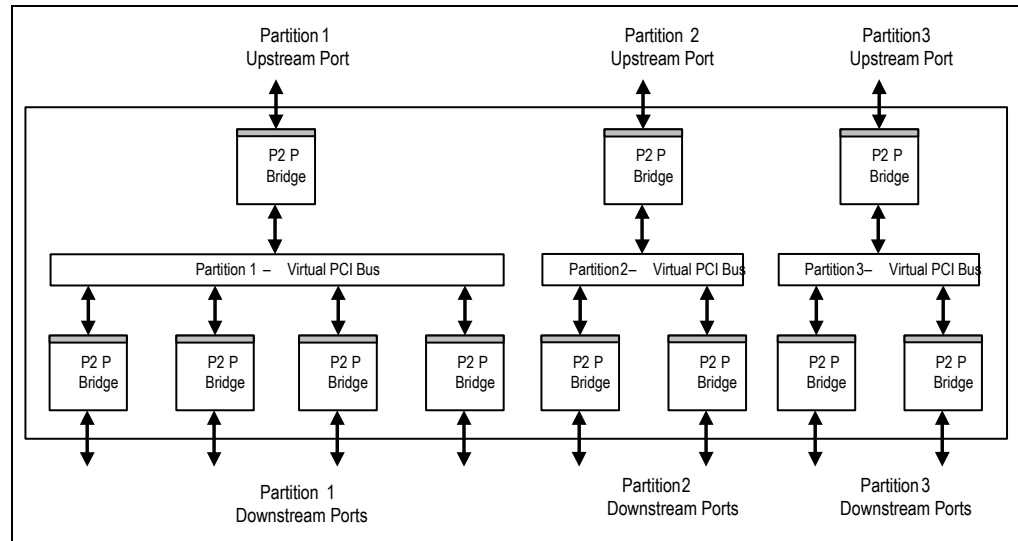 Partition 1
Upstream Port
Partition 2
Upstream Port
Partition3
Upstream Port
P2 P
Bridge
P2 P
Bridge
P2 P
Bridge
Partition 1 – Virtual PCI Bus
Partition2– Virtual PCI Bus
Partition3– Virtual PCI Bus
P2 P
Bridge
P2 P
Bridge
P2 P
Bridge
P2 P
Bridge
P2 P
Bridge
P2 P
Bridge
P2 P
Bridge
P2 P
Bridge
Partition 1
Downstream Ports
Partition2
Downstream Ports
Partition 3
Downstream Ports